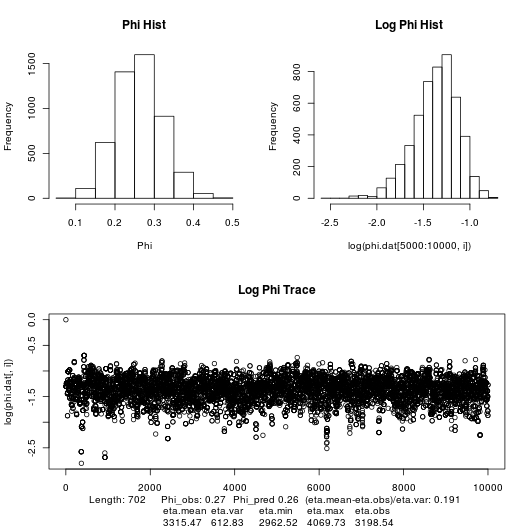 Phi Hist
Log Phi Hist
Frequency
0
500
1000
1500
0.1 0.2 0.3 0.4 0.5
Phi
Frequency
0
200
400
600
800
-2.5 -2.0 -1.5 -1.0
log(phi.dat[5000:10000, i])
Log Phi Trace
log(phi.dat[, i])
0.0
-0.5
-1.5
-2.5
0 2000 4000 6000 8000 10000
Length: 702 Phi_obs: 0.27 Phi_pred 0.26 (eta.mean-eta.obs)/eta.var: 0.191
eta.mean eta.var eta.min eta.max eta.obs
3315.47 612.83 2962.52 4069.73 3198.54